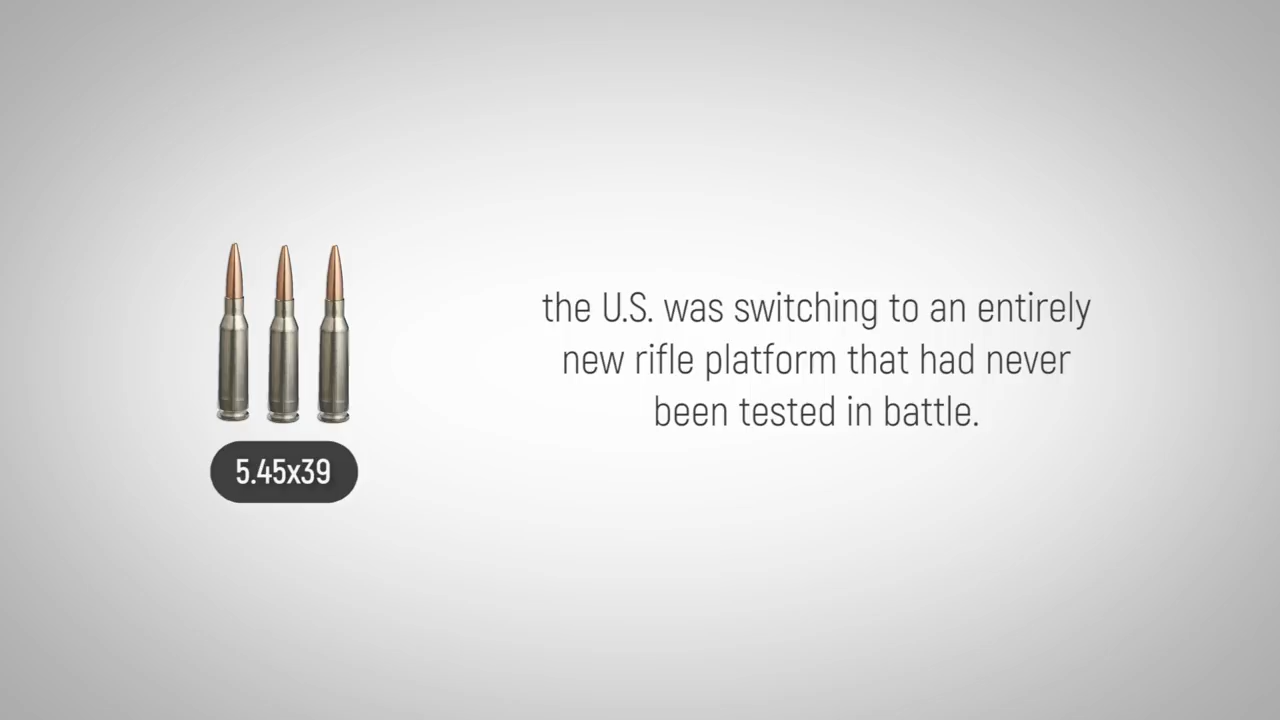 the U.S. was switching to an entirely
new rifle platform that had never
been tested in battle.
5.45x39